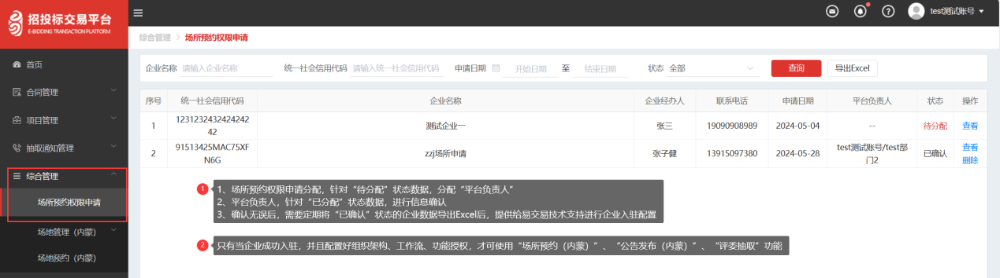 招投标交易平台
E-BIDDING TRANSACTION PLATFORM
test测试账号
综合管理 > 场所预约权限申请
首页
合同管理
项目管理
抽取通知管理
综合管理
场所预约权限申请
场地管理（内蒙）
场地预约（内蒙）
企业名称 请输入企业名称 统一社会信用代码 请输入统一社会信用代码 申请日期 开始日期 至 结束日期 状态 全部 查询 导出Excel
序号 统一社会信用代码 企业名称 企业经办人 联系电话 申请日期 平台负责人 状态 操作
1 1231232432424242 测试企业一 张三 19090908989 2024-05-04 -- 待分配 查看
42
2 91513425MAC75XF zzj场所申请 张子健 13915097380 2024-05-28 test测试账号/test部 已确认 查看
N6G 门2 删除
1 1、场所预约权限申请分配，针对“待分配”状态数据，分配“平台负责人”
2、平台负责人，针对“已分配”状态数据，进行信息确认
3、确认无误后，需要定期将“已确认”状态的企业数据导出Excel后，提供给易交易技术支持进行企业入驻配置
2 只有当企业成功入驻，并且配置好组织架构、工作流、功能授权，才可使用“场所预约（内蒙）”、“公告发布（内蒙）”、“评委抽取”功能